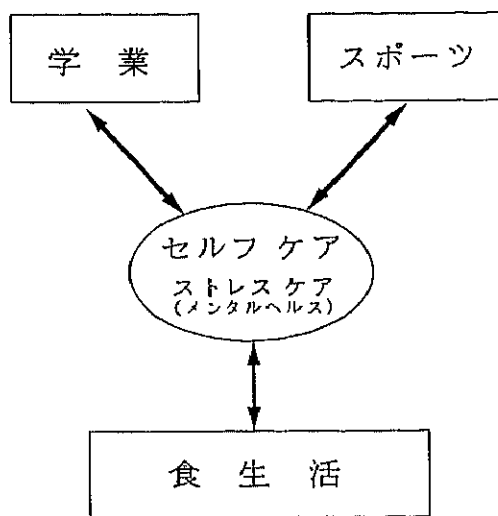 学業
スポーツ
セルフケア
ストレスケア
(メンタルヘルス)
食生活